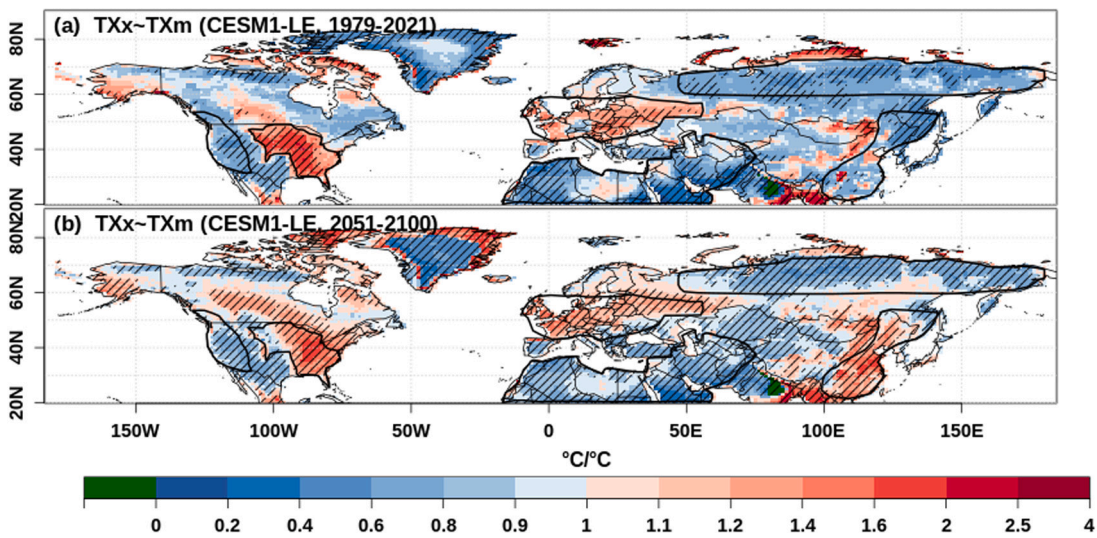 (a) TXx~TXm (CESM1-LE, 1979-2021)
80N
60N
40N
20N
(b) TXx~TXm (CESM1-LE, 2051-2100)
80N
60N
40N
20N
150W 100W 50W 0 50E 100E 150E
°C/°C
0 0.2 0.4 0.6 0.8 0.9 1 1.1 1.2 1.4 1.6 2 2.5 4